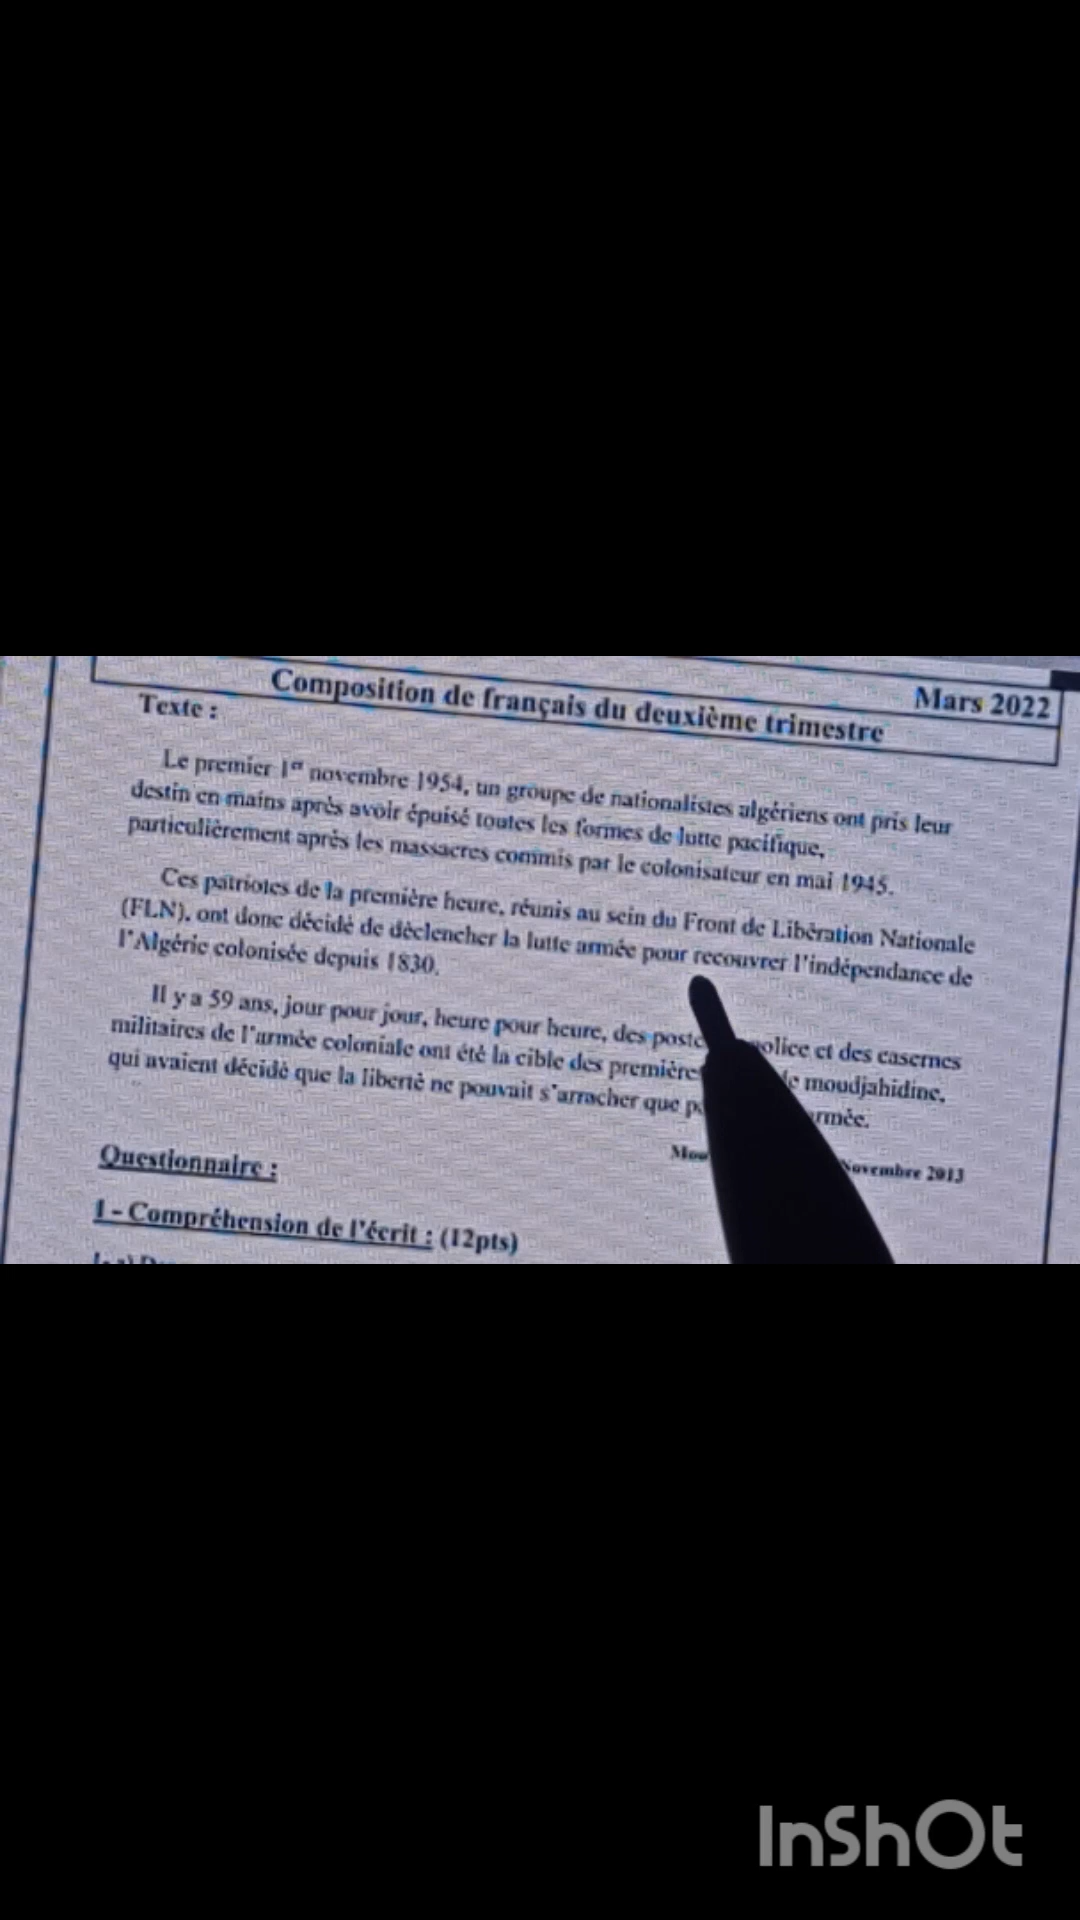 Mars 2022
Composition de français du deuxième trimestre
Texte :
Le premier 1er novembre 1954, un groupe de nationalistes algériens ont pris leur
destin en mains après avoir épuisé toutes les formes de lutte pacifique,
particulièrement après les massacres commis par le colonisateur en mai 1945.
Ces patriotes de la première heure, réunis au sein du Front de Libération Nationale
(FLN), ont donc décidé de déclencher la lutte armée pour recouvrer l'indépendance de
l'Algérie colonisée depuis 1830.
Il y a 59 ans, jour pour jour, heure pour heure, des poste olice et des casernes
militaires de l'armée coloniale ont été la cible des première de moudjahidine,
qui avaient décidé que la liberté ne pouvait s'arracher que rmée.
Novembre 2013
Questionnaire :
I - Compréhension de l'écrit : (12pts)
InShOt